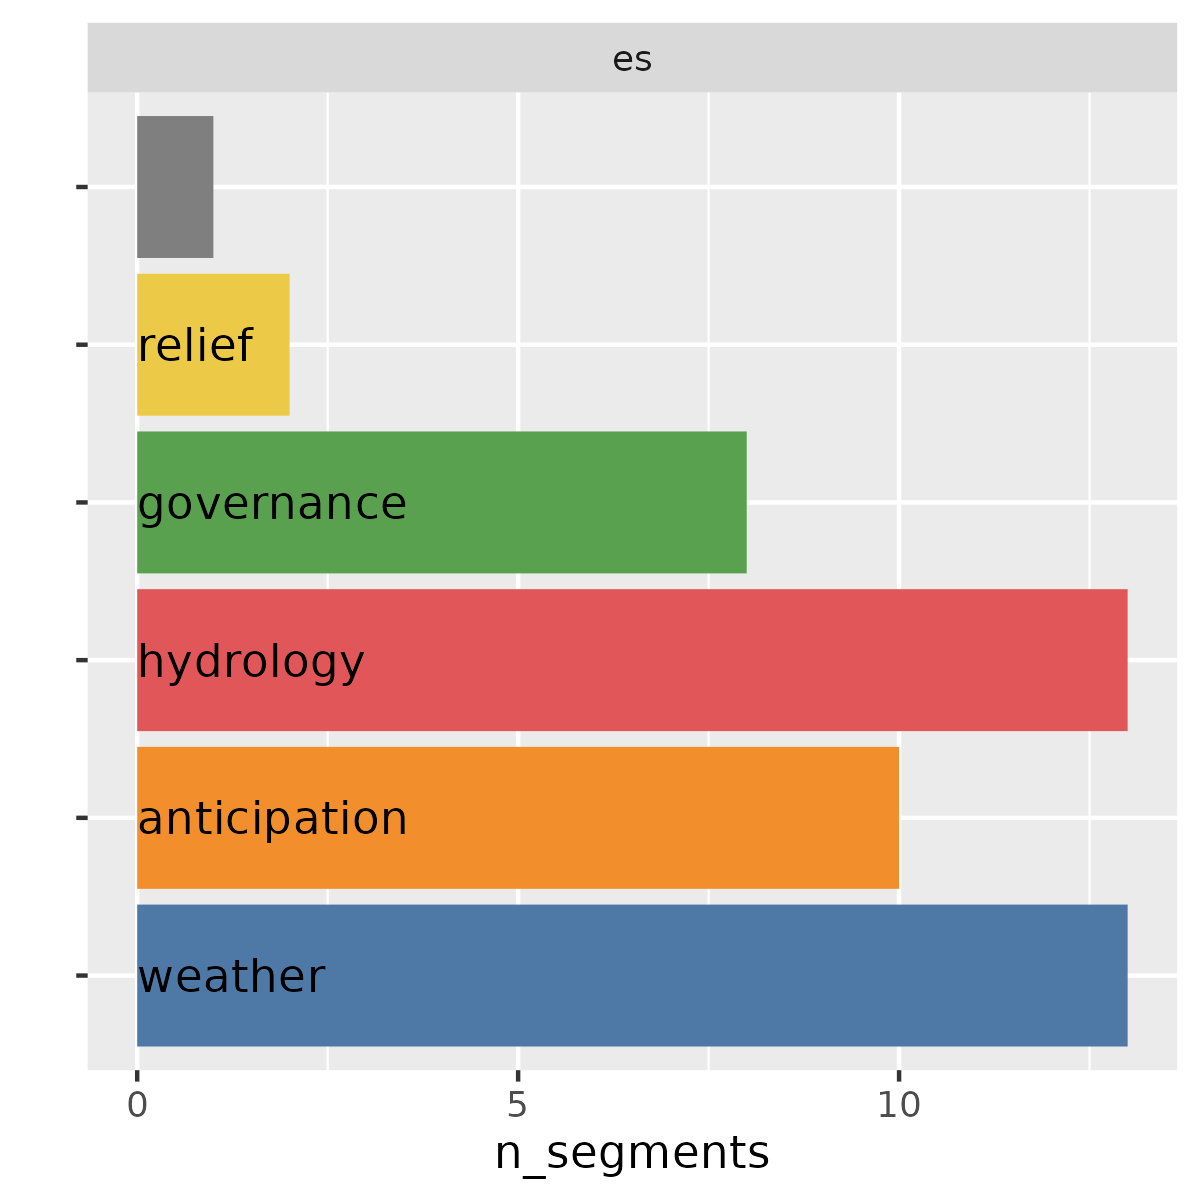 es
relief
governance
hydrology
anticipation
weather
0 5 10
n_segments